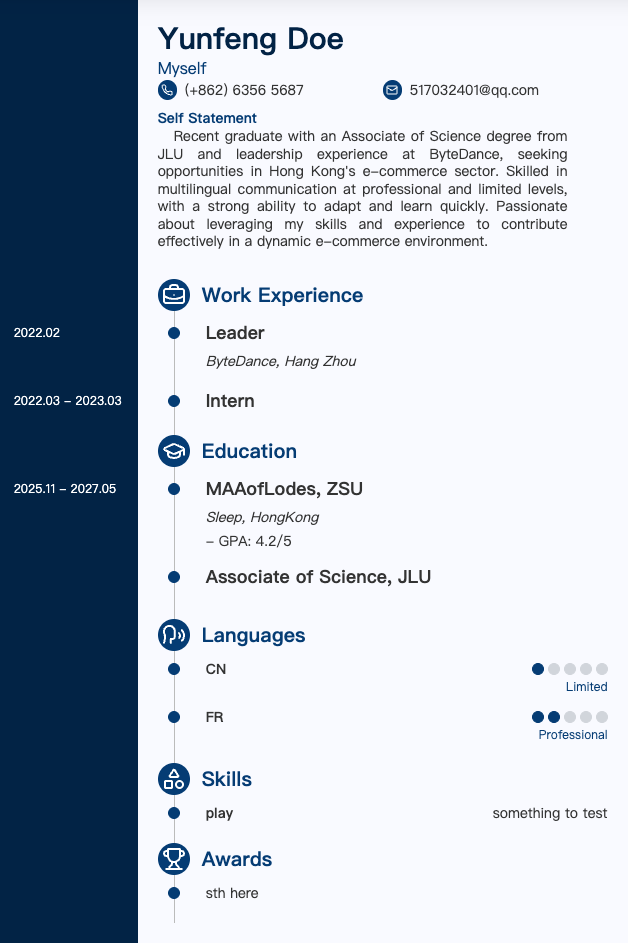 Yunfeng Doe
Myself
(+862) 6356 5687
517032401@qq.com
Self Statement
Recent graduate with an Associate of Science degree from
JLU and leadership experience at ByteDance, seeking
opportunities in Hong Kong's e–commerce sector. Skilled in
multilingual communication at professional and limited levels,
with a strong ability to adapt and learn quickly. Passionate
about leveraging my skills and experience to contribute
effectively in a dynamic e–commerce environment.
Work Experience
2022.02
Leader
ByteDance, Hang Zhou
2022.03 – 2023.03
Intern
Education
2025.11 – 2027.05
MAAofLodes, ZSU
Sleep, HongKong
– GPA: 4.2/5
Associate of Science, JLU
Languages
CN
Limited
FR
Professional
Skills
play
something to test
Awards
sth here